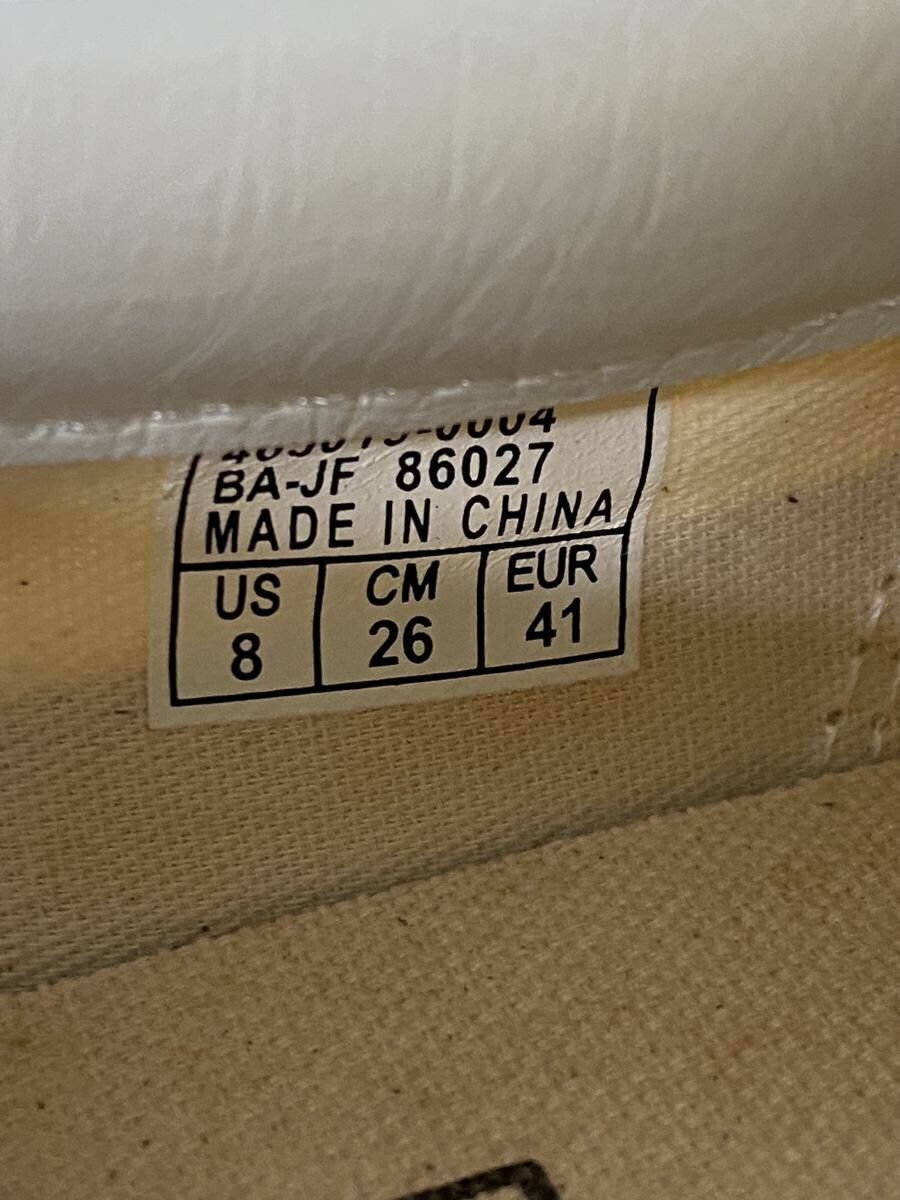 BA-JF 86027
MADE IN CHINA
US CM EUR
8 26 41